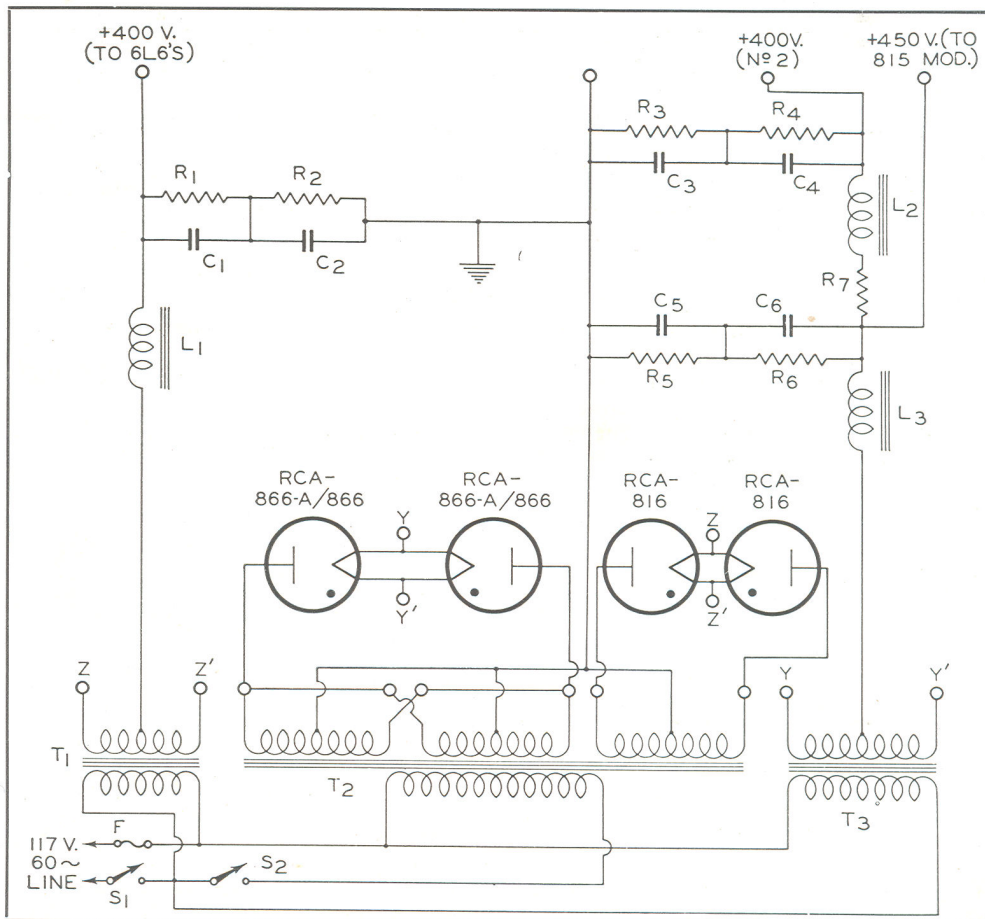 +400 V.
(TO 6L6'S)
+400V.
(Nº 2)
+450 V.(TO
815 MOD.)
R3
R4
C3
C4
R1
R2
C1
C2
L2
R7
C5
C6
R5
R6
L1
L3
RCA-
866-A/866
RCA-
866-A/866
RCA-
816
RCA-
816
Y
Y'
Z
Z'
Z
Z'
Y
Y'
T1
T2
T3
F
117 V.
60~
LINE
S1
S2